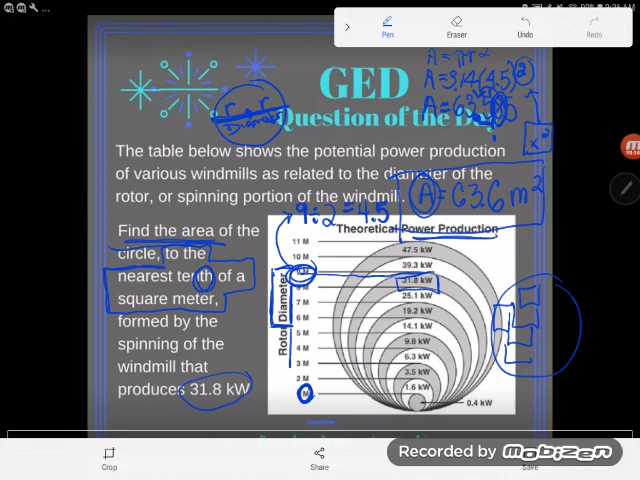 Pen
Eraser
Undo
Redo
GED
Question of the Day
r r
Diameter
A = πr2
A = 3.14(4.5)2
x2
The table below shows the potential power production
of various windmills as related to the diameter of the
rotor, or spinning portion of the windmill.
9÷2=4.5
A = 63.6 m2
Find the area of the
circle, to the
nearest tenth of a
square meter,
formed by the
spinning of the
windmill that
produces 31.8 kW
Theoretical Power Production
Rotor Diameter
11 M 47.5 kW
10 M 39.3 kW
9 M 31.8 kW
8 M 25.1 kW
7 M 19.2 kW
6 M 14.1 kW
5 M 9.8 kW
4 M 6.3 kW
3 M 3.5 kW
2 M 1.6 kW
M 0.4 kW
Recorded by Mobizen
Crop
Share
Save